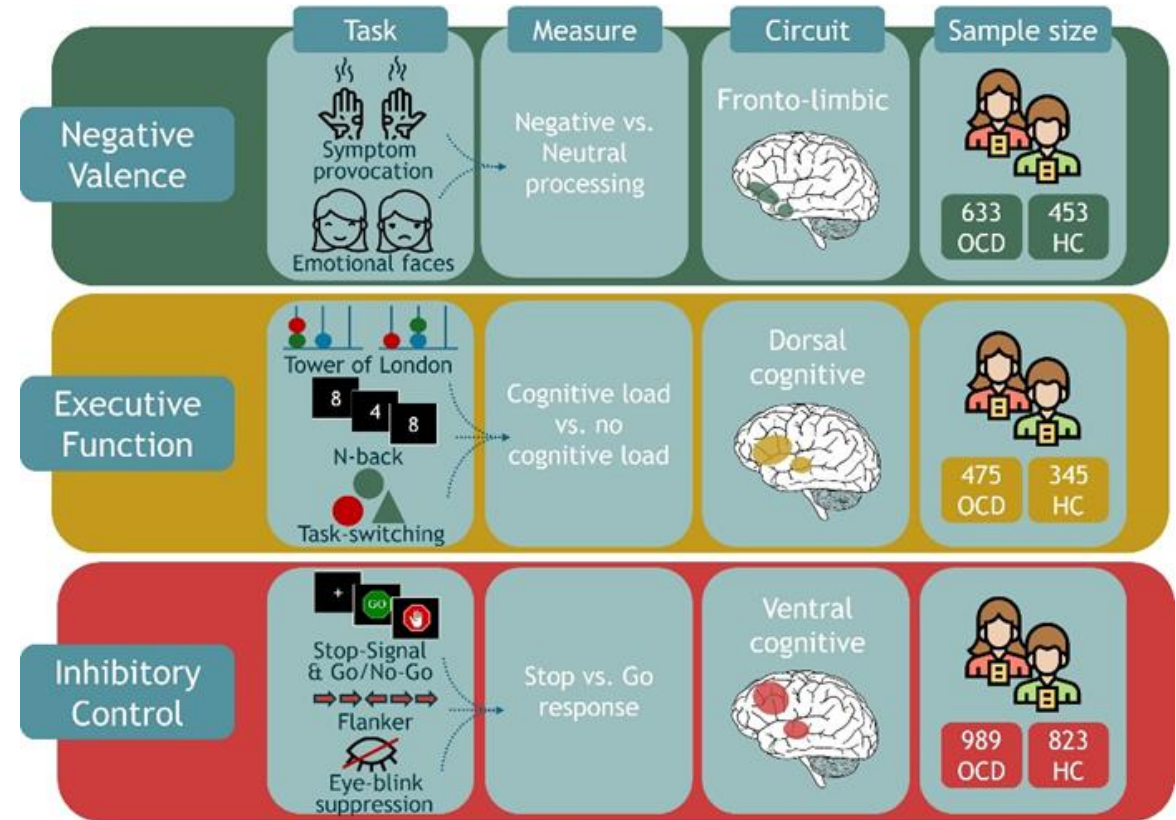 Task
Measure
Circuit
Sample size
Negative
Valence
Symptom
provocation
Emotional faces
Negative vs.
Neutral
processing
Fronto-limbic
633
OCD
453
HC
Executive
Function
Tower of London
8
4
8
N-back
Task-switching
Cognitive load
vs. no
cognitive load
Dorsal
cognitive
475
OCD
345
HC
Inhibitory
Control
+
GO
Stop-Signal
& Go/No-Go
Flanker
Eye-blink
suppression
Stop vs. Go
response
Ventral
cognitive
989
OCD
823
HC